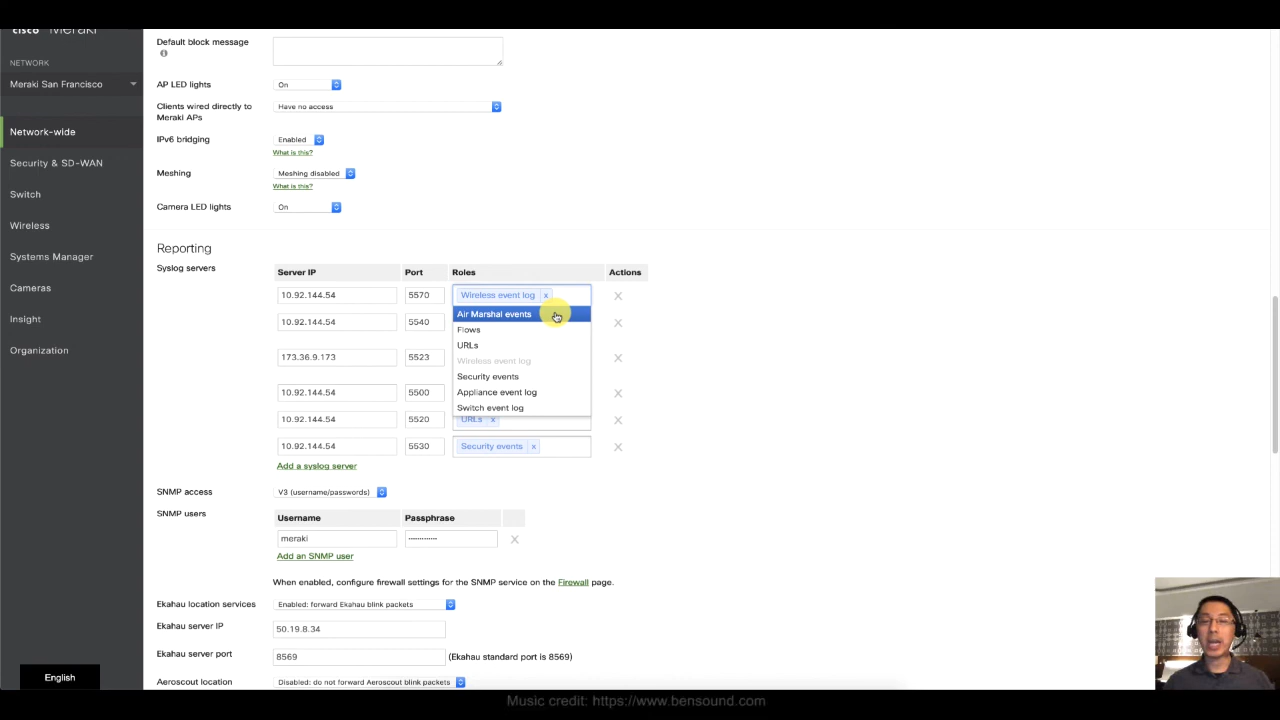 cisco Meraki
NETWORK
Meraki San Francisco
Network-wide
Security & SD-WAN
Switch
Wireless
Systems Manager
Cameras
Insight
Organization
English
Default block message
AP LED lights On
Clients wired directly to Meraki APs Have no access
IPv6 bridging Enabled
What is this?
Meshing Meshing disabled
What is this?
Camera LED lights On
Reporting
Syslog servers
Server IP Port Roles Actions
10.92.144.54 5570 Wireless event log x X
Air Marshal events
10.92.144.54 5540 X
Flows
URLs
173.36.9.173 5523 X
Wireless event log
Security events
10.92.144.54 5500 Appliance event log X
Switch event log
10.92.144.54 5520 URLs x X
10.92.144.54 5530 Security events x X
Add a syslog server
SNMP access V3 (username/passwords)
SNMP users
Username Passphrase
meraki ············· X
Add an SNMP user
When enabled, configure firewall settings for the SNMP service on the Firewall page.
Ekahau location services Enabled: forward Ekahau blink packets
Ekahau server IP 50.19.8.34
Ekahau server port 8569 (Ekahau standard port is 8569)
Aeroscout location Disabled: do not forward Aeroscout blink packets
Music credit: https://www.bensound.com